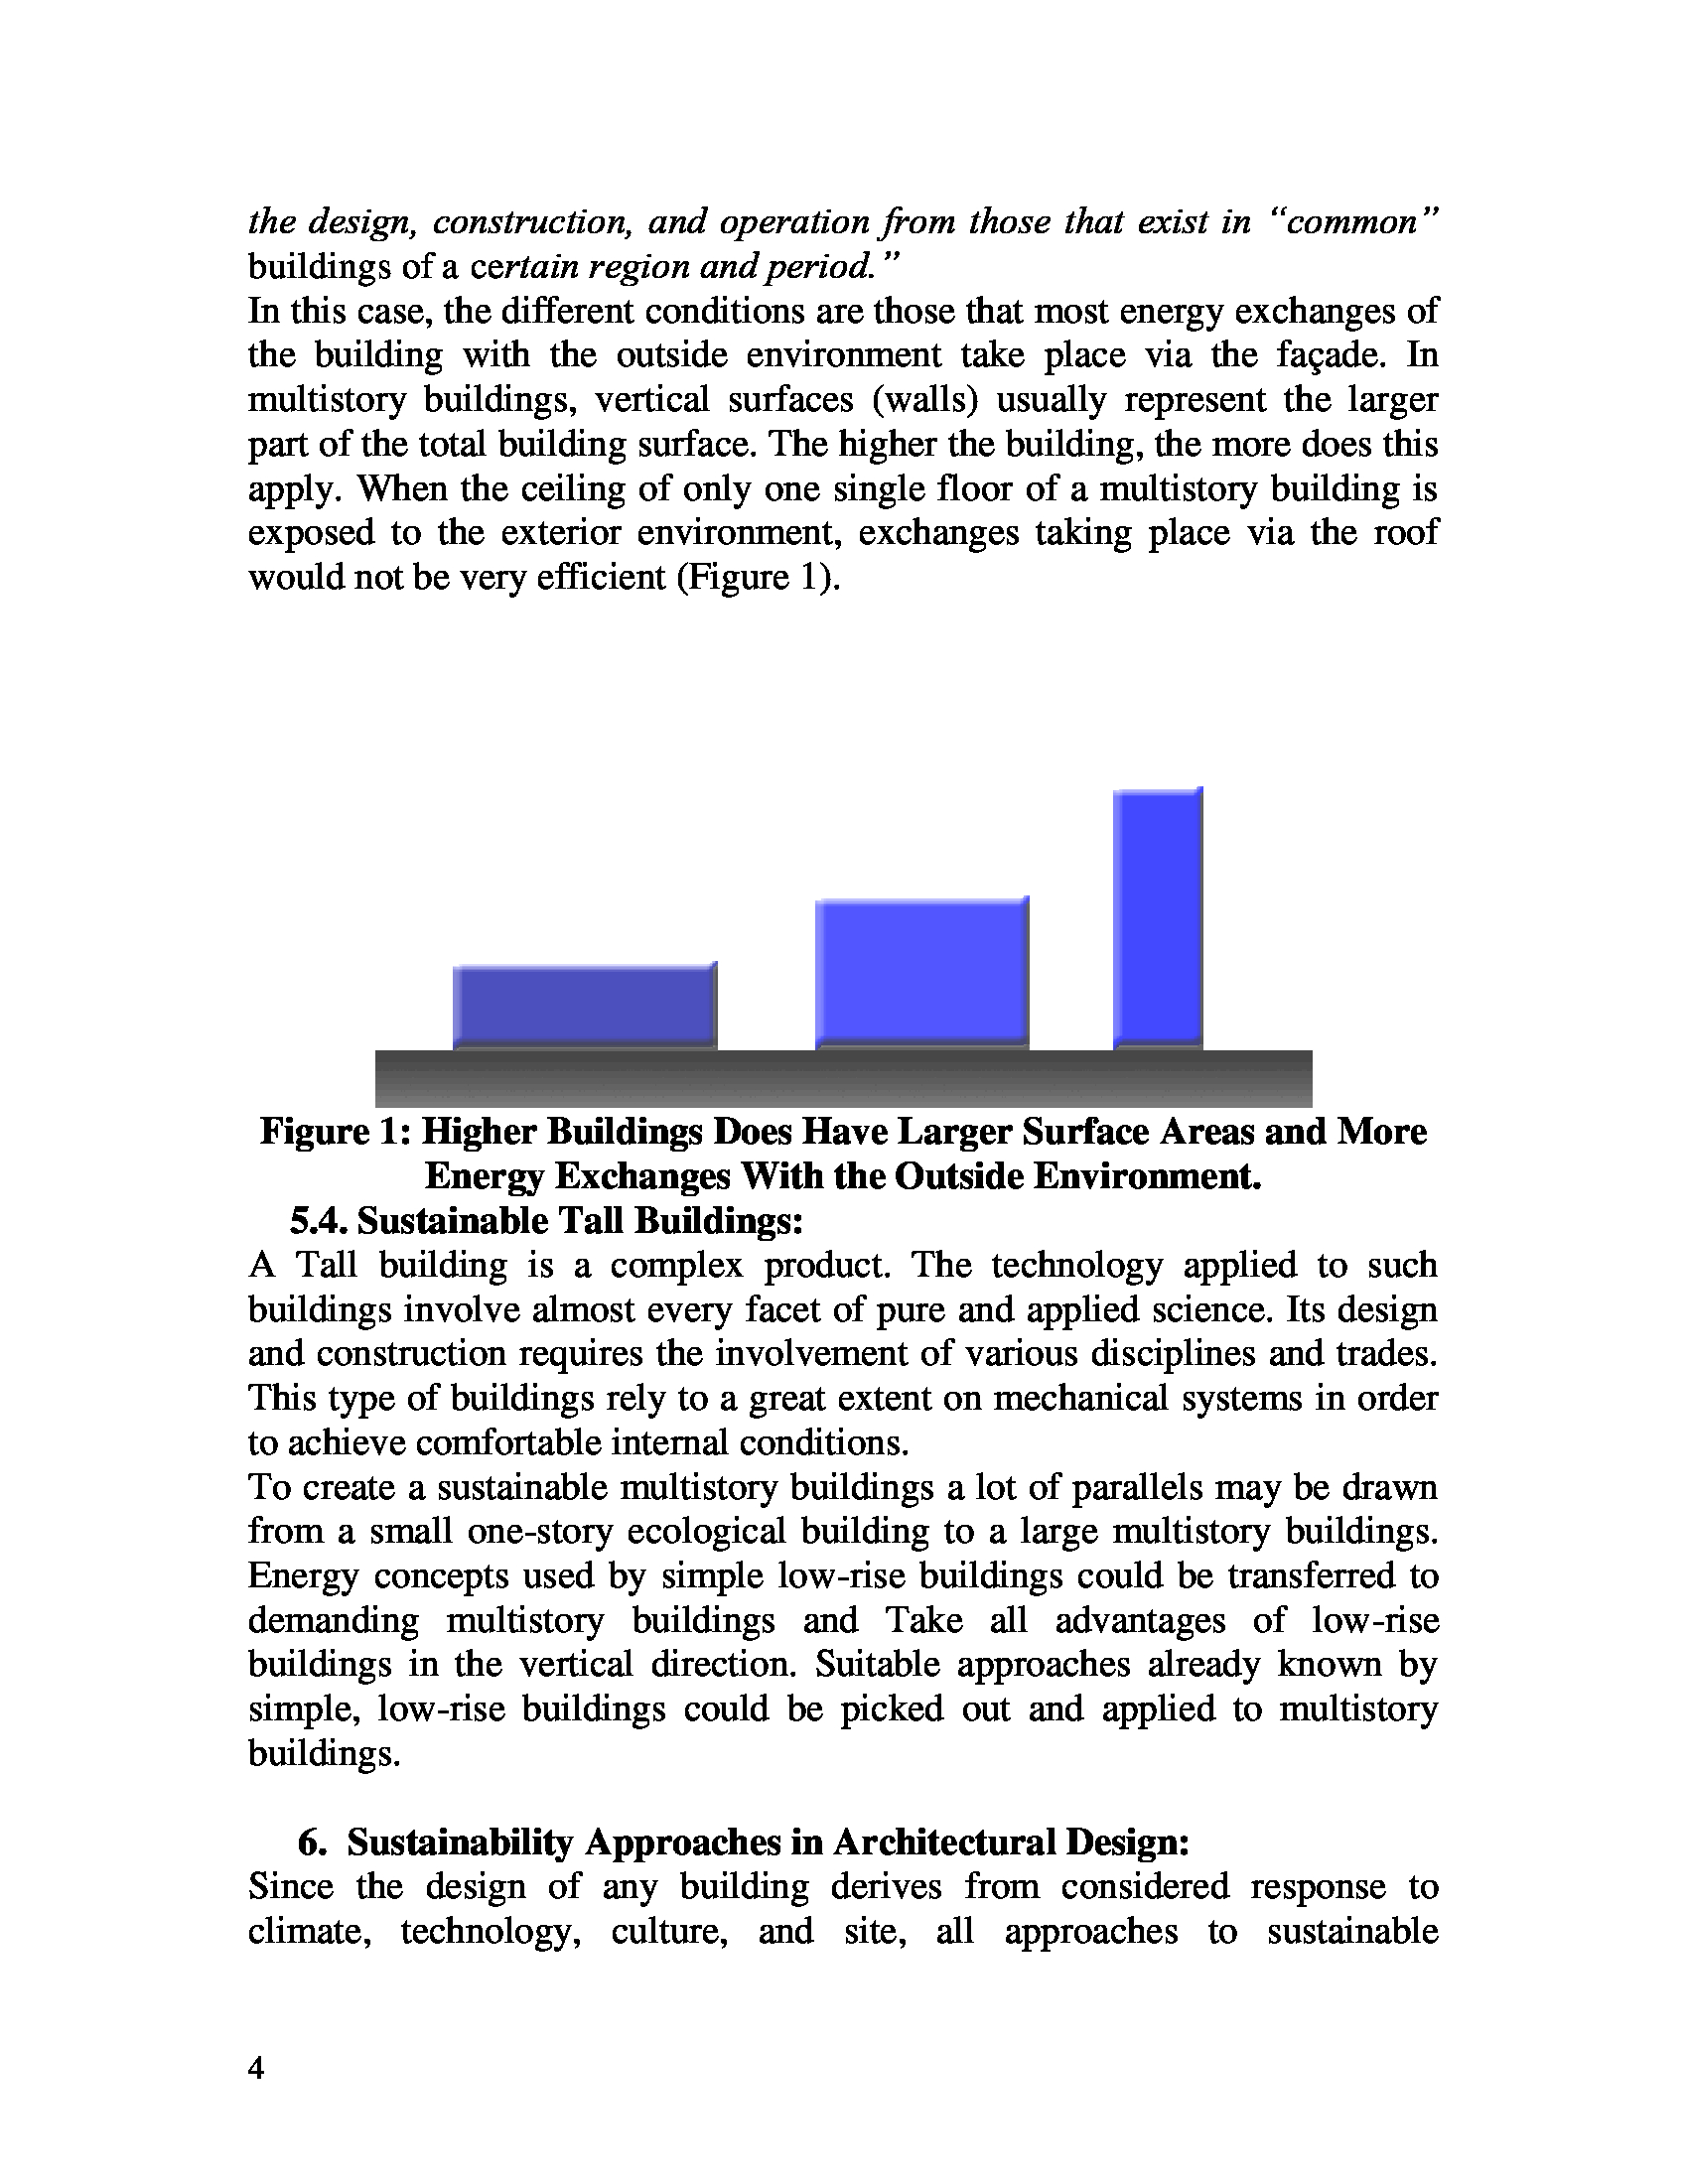 the design, construction, and operation from those that exist in “common”
buildings of a certain region and period.”
In this case, the different conditions are those that most energy exchanges of
the building with the outside environment take place via the façade. In
multistory buildings, vertical surfaces (walls) usually represent the larger
part of the total building surface. The higher the building, the more does this
apply. When the ceiling of only one single floor of a multistory building is
exposed to the exterior environment, exchanges taking place via the roof
would not be very efficient (Figure 1).
Figure 1: Higher Buildings Does Have Larger Surface Areas and More
Energy Exchanges With the Outside Environment.
5.4. Sustainable Tall Buildings:
A Tall building is a complex product. The technology applied to such
buildings involve almost every facet of pure and applied science. Its design
and construction requires the involvement of various disciplines and trades.
This type of buildings rely to a great extent on mechanical systems in order
to achieve comfortable internal conditions.
To create a sustainable multistory buildings a lot of parallels may be drawn
from a small one-story ecological building to a large multistory buildings.
Energy concepts used by simple low-rise buildings could be transferred to
demanding multistory buildings and Take all advantages of low-rise
buildings in the vertical direction. Suitable approaches already known by
simple, low-rise buildings could be picked out and applied to multistory
buildings.
6. Sustainability Approaches in Architectural Design:
Since the design of any building derives from considered response to
climate, technology, culture, and site, all approaches to sustainable
4